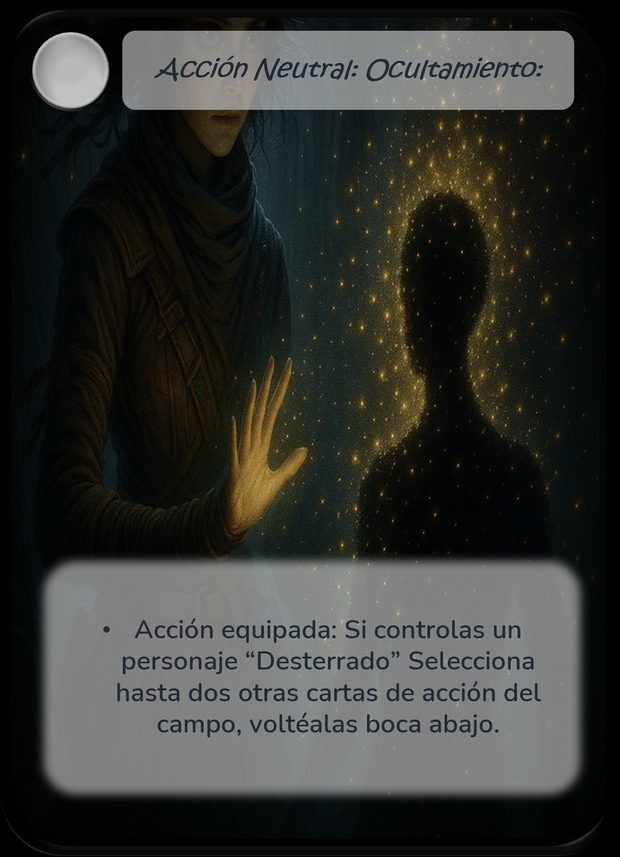 Acción Neutral: Ocultamiento:
• Acción equipada: Si controlas un
personaje “Desterrado” Selecciona
hasta dos otras cartas de acción del
campo, voltéalas boca abajo.